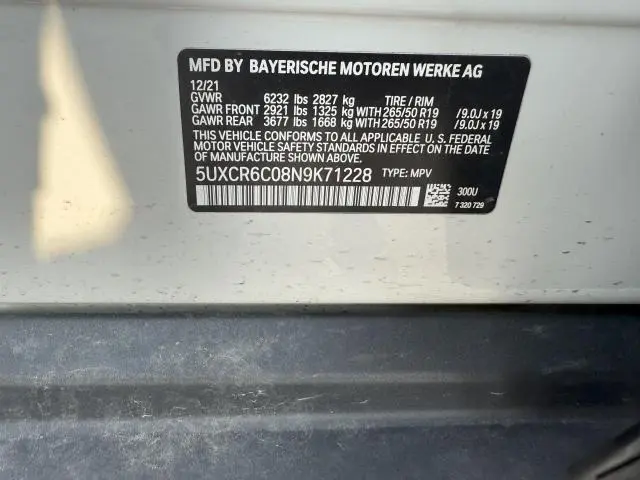 MFD BY BAYERISCHE MOTOREN WERKE AG
12/21
GVWR 6232 lbs 2827 kg TIRE / RIM
GAWR FRONT 2921 lbs 1325 kg WITH 265/50 R19 / 9.0J x 19
GAWR REAR 3677 lbs 1668 kg WITH 265/50 R19 / 9.0J x 19
THIS VEHICLE CONFORMS TO ALL APPLICABLE U. S. FEDERAL
MOTOR VEHICLE SAFETY STANDARDS IN EFFECT ON THE DATE
OF MANUFACTURE SHOWN ABOVE.
5UXCR6C08N9K71228 TYPE: MPV
300U
7 320 729